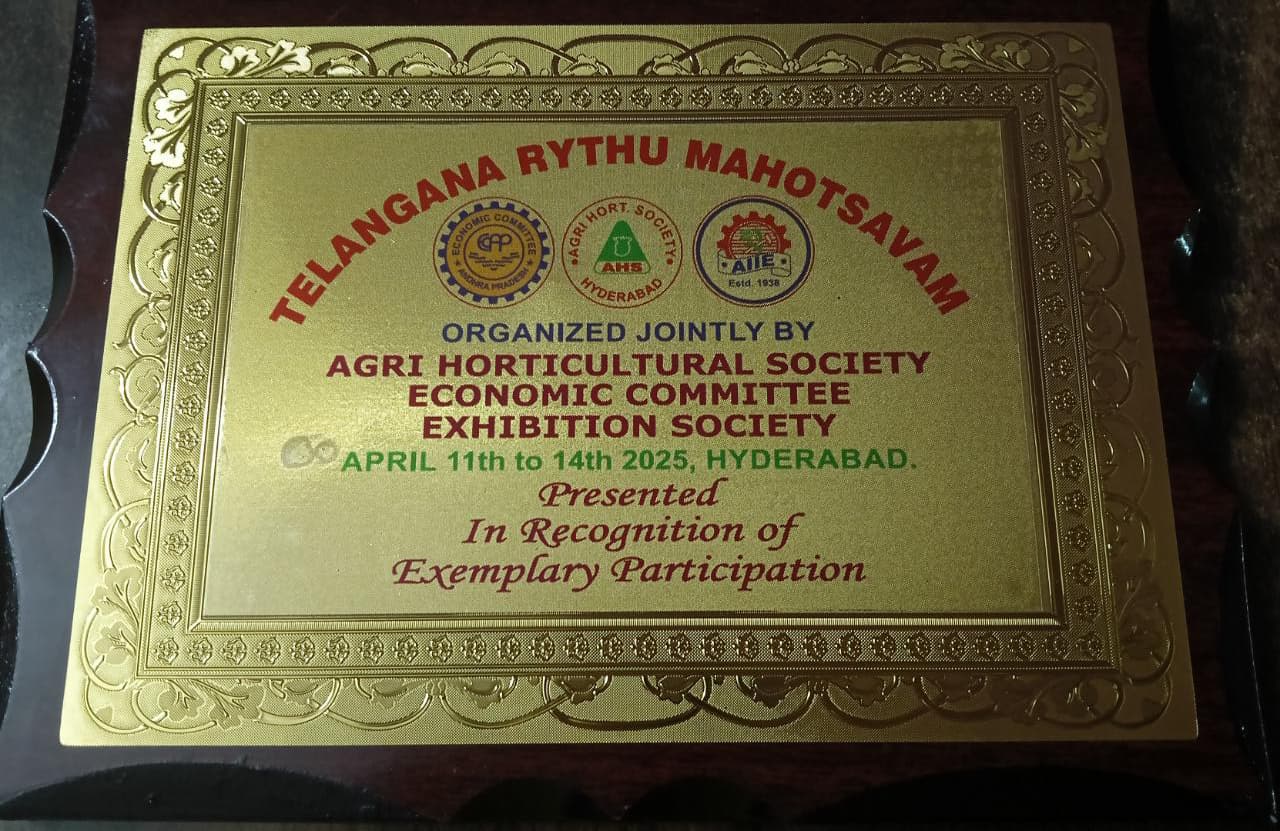 TELANGANA RYTHU MAHOTSAVAM
ECONOMIC COMMITTEE
ANDHRA PRADESH
AGRI HORT. SOCIETY
AHS
HYDERABAD
AIIE
Estd. 1938
ORGANIZED JOINTLY BY
AGRI HORTICULTURAL SOCIETY
ECONOMIC COMMITTEE
EXHIBITION SOCIETY
APRIL 11th to 14th 2025, HYDERABAD.
Presented
In Recognition of
Exemplary Participation